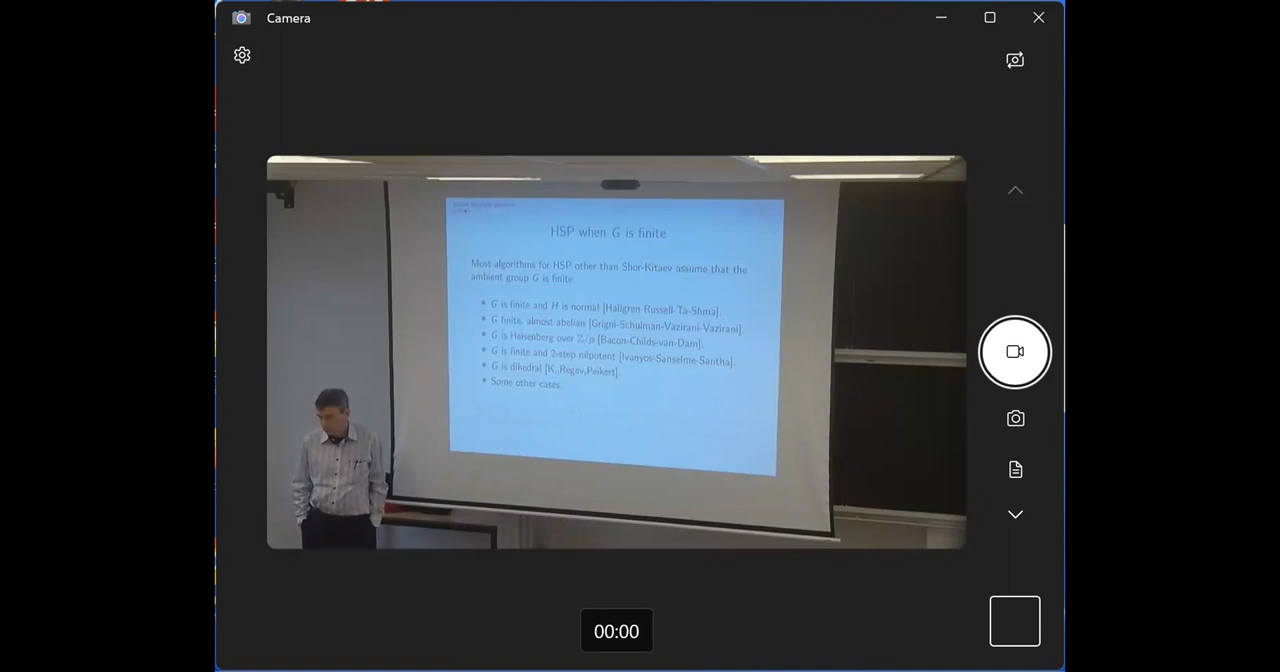 Camera
HSP when G is finite
Most algorithms for HSP other than Shor-Kitaev assume that the
ambient group G is finite:
• G is finite and H is normal [Hallgren-Russell-Ta-Shma].
• G finite, almost abelian [Grigni-Schulman-Vazirani-Vazirani].
• G is Heisenberg over ℤ/p [Bacon-Childs-van-Dam].
• G is finite and 2-step nilpotent [Ivanyos-Sanselme-Santha].
• G is dihedral [K.,Regev,Peikert].
• Some other cases.
00:00